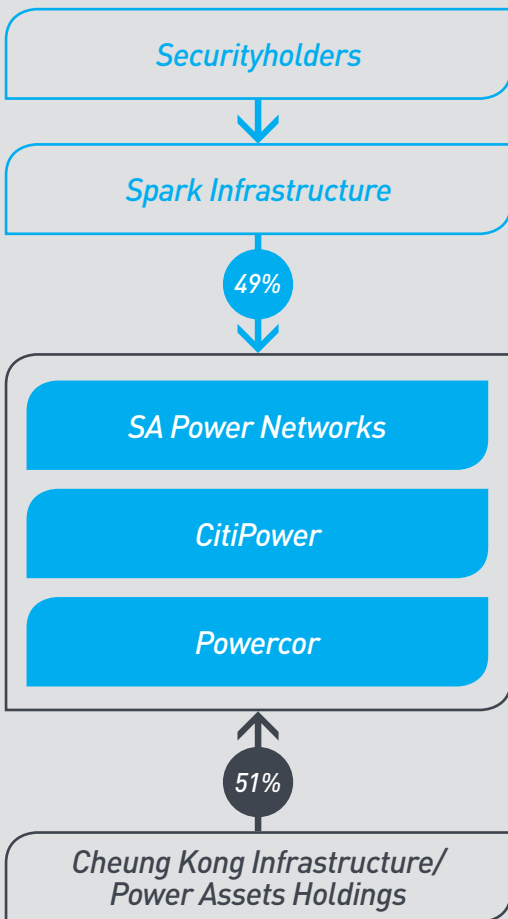 Securityholders
Spark Infrastructure
49%
SA Power Networks
CitiPower
Powercor
51%
Cheung Kong Infrastructure/
Power Assets Holdings